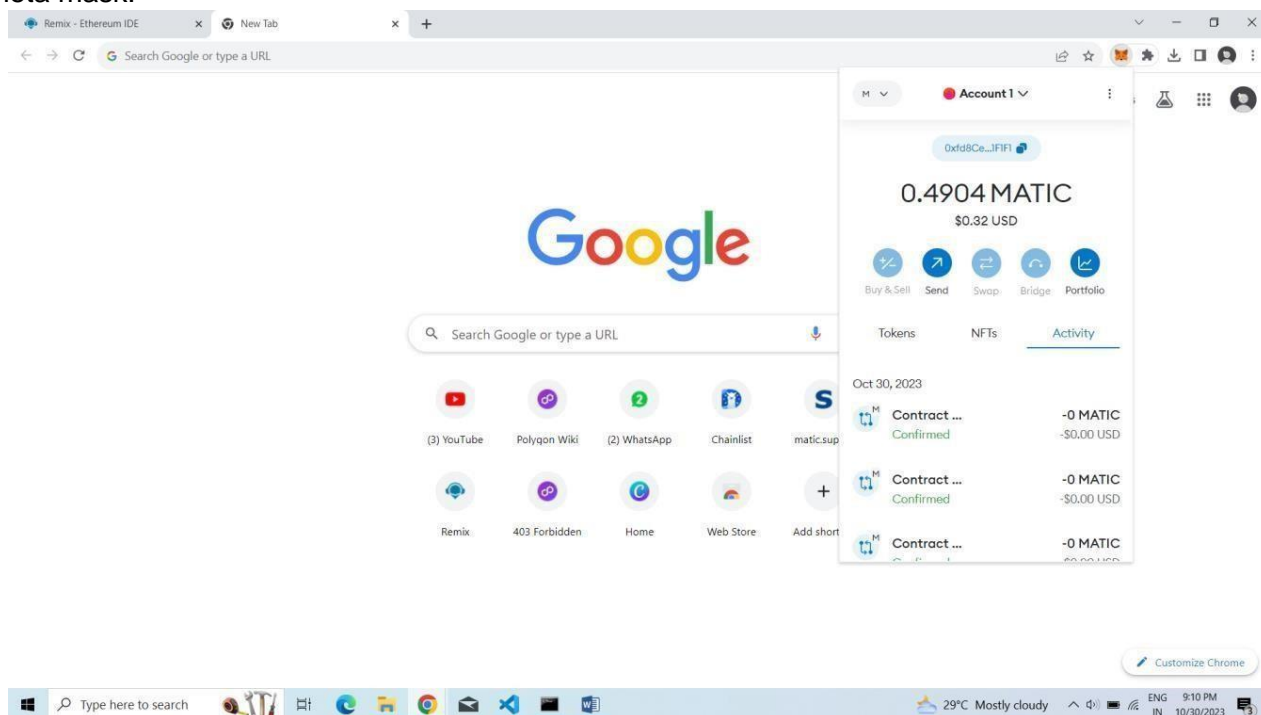 Remix - Ethereum IDE
New Tab
Search Google or type a URL
M
Account 1
0xfd8Ce...1F1F1
0.4904 MATIC
$0.32 USD
Google
Buy & Sell Send Swap Bridge Portfolio
Search Google or type a URL
Tokens NFTs Activity
Oct 30, 2023
Contract ... -0 MATIC
Confirmed -$0.00 USD
(3) YouTube Polygon Wiki (2) WhatsApp Chainlist matic.sup
Contract ... -0 MATIC
Confirmed -$0.00 USD
Remix 403 Forbidden Home Web Store Add short
Contract ... -0 MATIC
Customize Chrome
Type here to search
29°C Mostly cloudy
ENG 9:10 PM
IN 10/30/2023